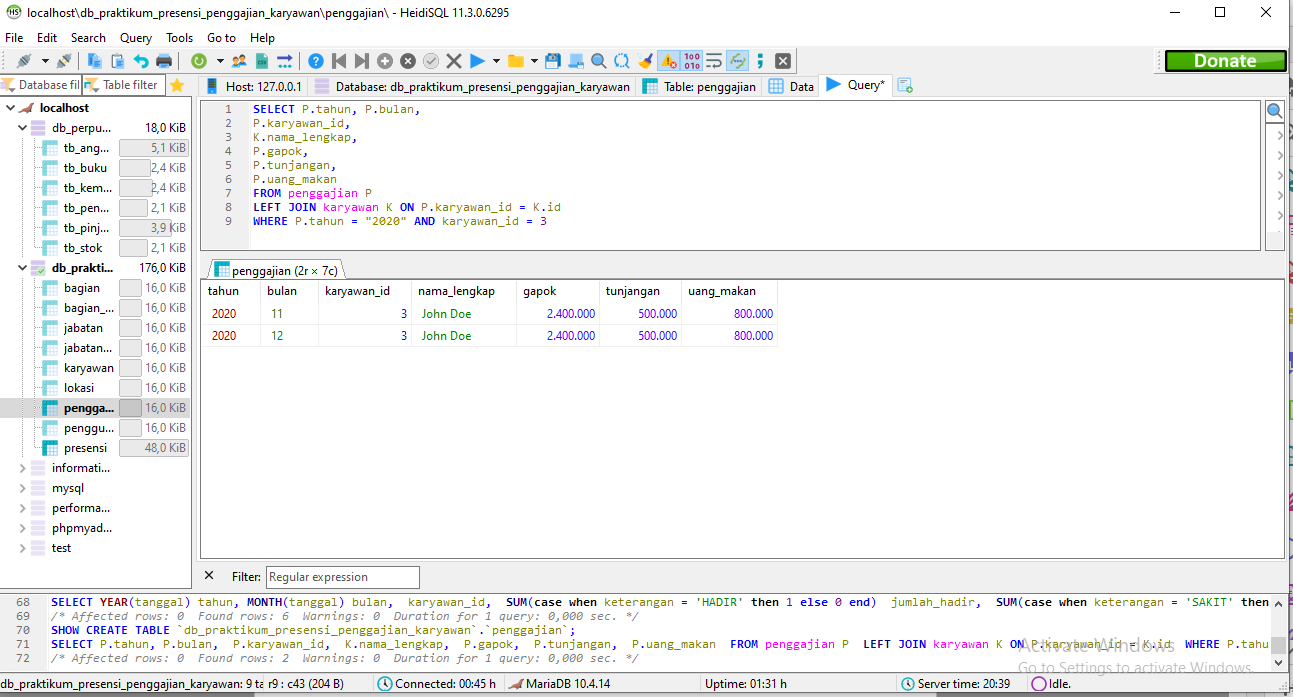 localhost\db_praktikum_presensi_penggajian_karyawan\penggajian\ - HeidiSQL 11.3.0.6295
File Edit Search Query Tools Go to Help
Donate
Database fil Table filter
Host: 127.0.0.1 Database: db_praktikum_presensi_penggajian_karyawan Table: penggajian Data Query*
localhost
db_perpu... 18,0 KiB
tb_ang... 5,1 KiB
tb_buku 2,4 KiB
tb_kem... 2,4 KiB
tb_pen... 2,1 KiB
tb_pinj... 3,9 KiB
tb_stok 2,1 KiB
db_prakti... 176,0 KiB
bagian 16,0 KiB
bagian_... 16,0 KiB
jabatan 16,0 KiB
jabatan... 16,0 KiB
karyawan 16,0 KiB
lokasi 16,0 KiB
pengga... 16,0 KiB
penggu... 16,0 KiB
presensi 48,0 KiB
informati...
mysql
performa...
phpmyad...
test
1 SELECT P.tahun, P.bulan,
2 P.karyawan_id,
3 K.nama_lengkap,
4 P.gapok,
5 P.tunjangan,
6 P.uang_makan
7 FROM penggajian P
8 LEFT JOIN karyawan K ON P.karyawan_id = K.id
9 WHERE P.tahun = "2020" AND karyawan_id = 3
penggajian (2r × 7c)
tahun bulan karyawan_id nama_lengkap gapok tunjangan uang_makan
2020 11 3 John Doe 2.400.000 500.000 800.000
2020 12 3 John Doe 2.400.000 500.000 800.000
Filter: Regular expression
68 SELECT YEAR(tanggal) tahun, MONTH(tanggal) bulan, karyawan_id, SUM(case when keterangan = 'HADIR' then 1 else 0 end) jumlah_hadir, SUM(case when keterangan = 'SAKIT' then
69 /* Affected rows: 0 Found rows: 6 Warnings: 0 Duration for 1 query: 0,000 sec. */
70 SHOW CREATE TABLE `db_praktikum_presensi_penggajian_karyawan`.`penggajian`;
71 SELECT P.tahun, P.bulan, P.karyawan_id, K.nama_lengkap, P.gapok, P.tunjangan, P.uang_makan FROM penggajian P LEFT JOIN karyawan K ON P.karyawan_id = K.id WHERE P.tahu
72 /* Affected rows: 0 Found rows: 2 Warnings: 0 Duration for 1 query: 0,000 sec. */
Activate Windows
Go to Settings to activate Windows.
db_praktikum_presensi_penggajian_karyawan: 9 ta r9 : c43 (204 B) Connected: 00:45 h MariaDB 10.4.14 Uptime: 01:31 h Server time: 20:39 Idle.